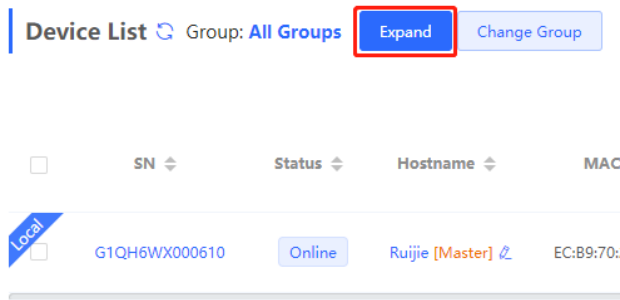 Device List Group: All Groups Expand Change Group
SN Status Hostname MAC
Local G1QH6WX000610 Online Ruijie [Master] EC:B9:70: